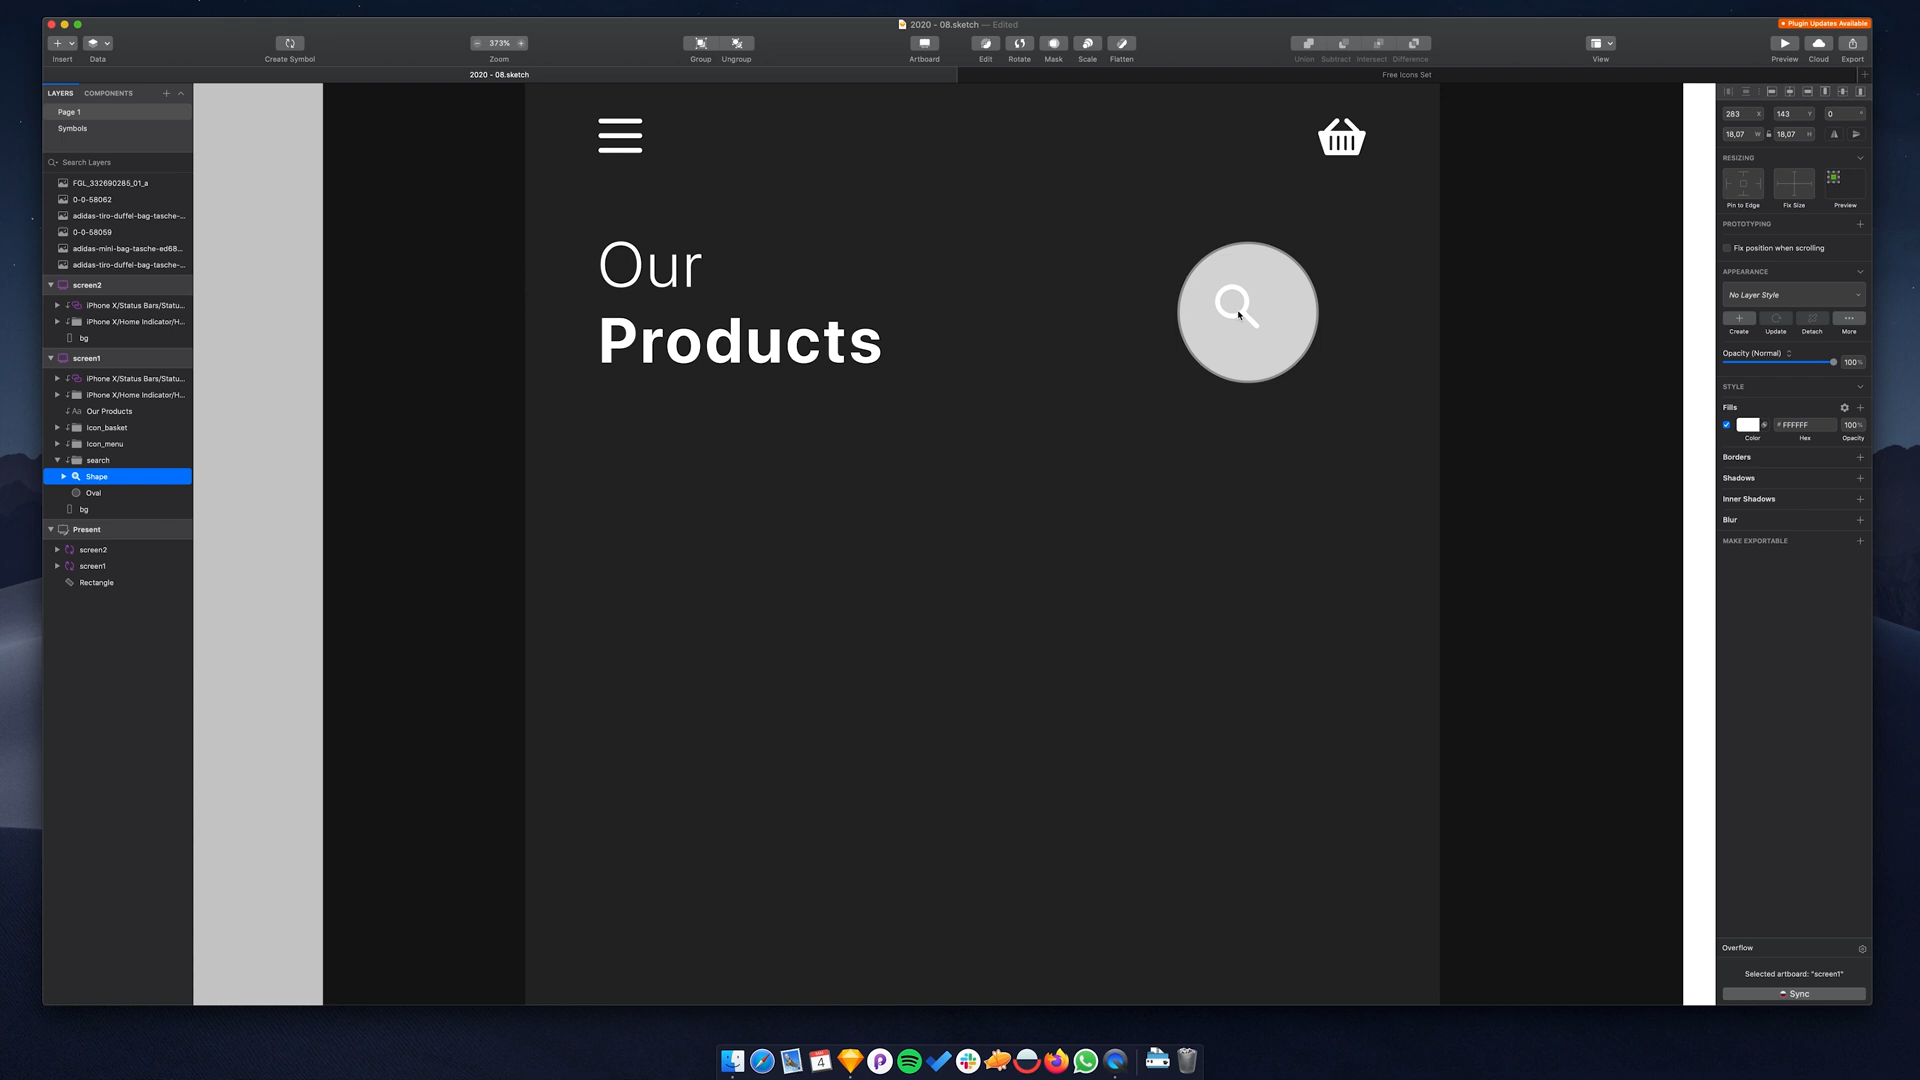 2020 - 08.sketch — Edited
Plugin Updates Available
373%
Insert
Data
Create Symbol
Zoom
Group
Ungroup
Artboard
Edit
Rotate
Mask
Scale
Flatten
Union
Subtract
Intersect
Difference
View
Preview
Cloud
Export
2020 - 08.sketch
Free Icons Set
LAYERS
COMPONENTS
Page 1
Symbols
Search Layers
FGL_332690285_01_a
0-0-58062
adidas-tiro-duffel-bag-tasche-...
0-0-58059
adidas-mini-bag-tasche-ed68...
adidas-tiro-duffel-bag-tasche-...
screen2
iPhone X/Status Bars/Statu...
iPhone X/Home Indicator/H...
bg
screen1
iPhone X/Status Bars/Statu...
iPhone X/Home Indicator/H...
Aa Our Products
Icon_basket
Icon_menu
search
Shape
Oval
bg
Present
screen2
screen1
Rectangle
Our
Products
283 X 143 Y 0 °
18,07 W 18,07 H
RESIZING
Pin to Edge
Fix Size
Preview
PROTOTYPING
Fix position when scrolling
APPEARANCE
No Layer Style
Create
Update
Detach
More
Opacity (Normal)
100%
STYLE
Fills
# FFFFFF 100%
Color
Hex
Opacity
Borders
Shadows
Inner Shadows
Blur
MAKE EXPORTABLE
Overflow
Selected artboard: "screen1"
Sync
4